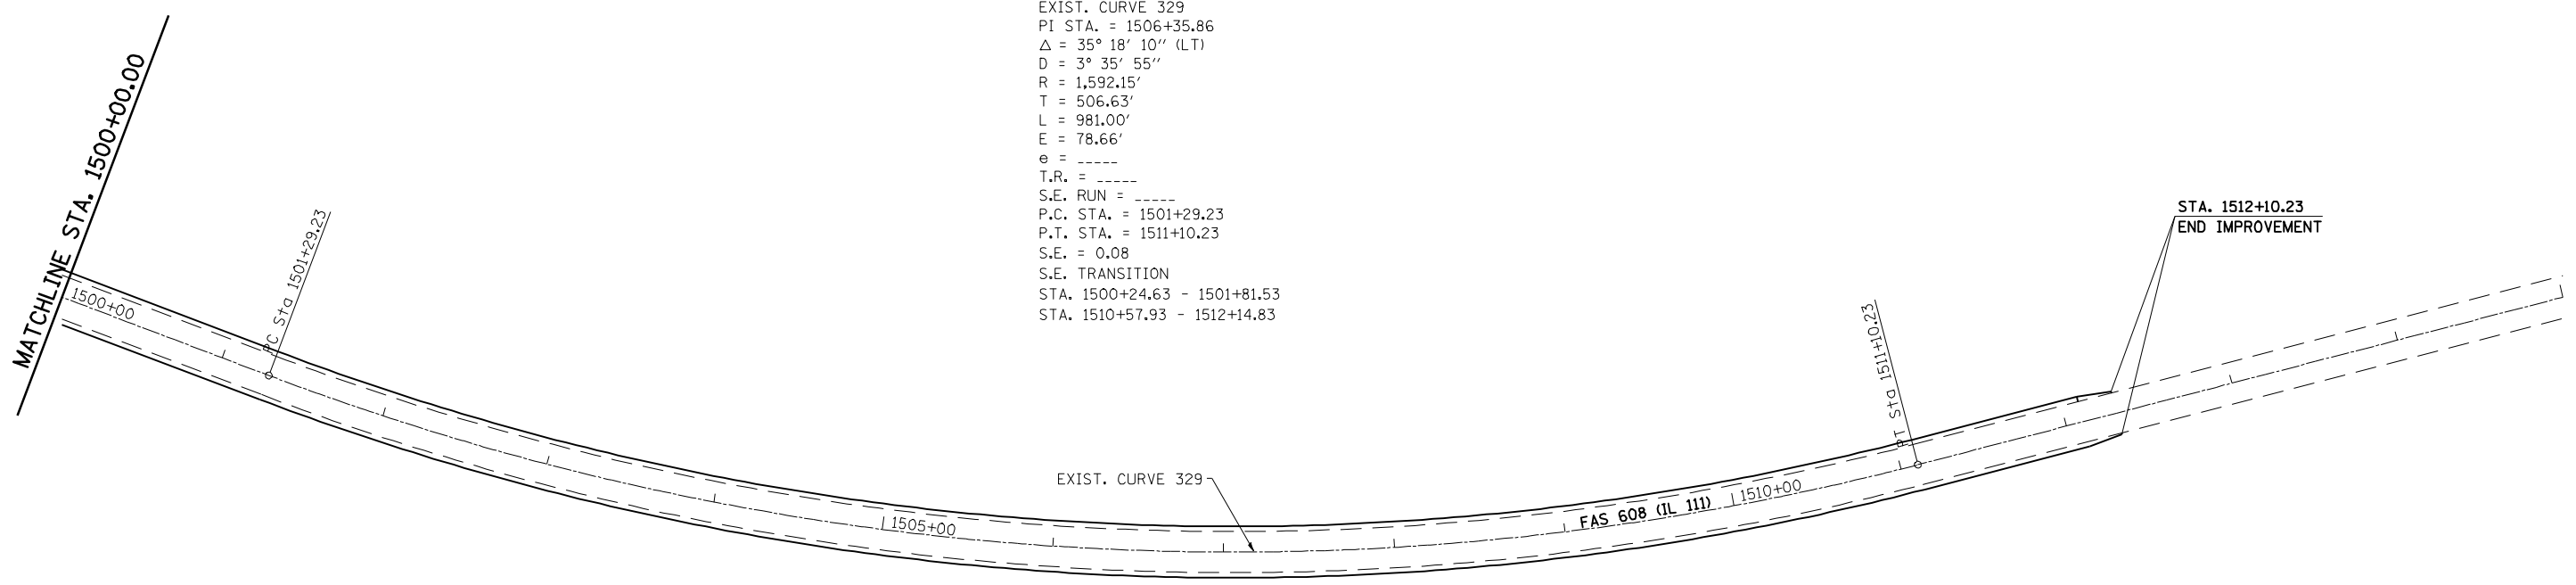 EXIST. CURVE 329
PI STA. = 1506+35.86
Δ = 35° 18' 10'' (LT)
D = 3° 35' 55''
R = 1,592.15'
T = 506.63'
L = 981.00'
E = 78.66'
e = _____
T.R. = _____
S.E. RUN = _____
P.C. STA. = 1501+29.23
P.T. STA. = 1511+10.23
S.E. = 0.08
S.E. TRANSITION
STA. 1500+24.63 - 1501+81.53
STA. 1510+57.93 - 1512+14.83
MATCHLINE STA. 1500+00.00
1500+00
PC Sta 1501+29.23
1505+00
EXIST. CURVE 329
FAS 608 (IL 111)
1510+00
PT Sta 1511+10.23
STA. 1512+10.23
END IMPROVEMENT